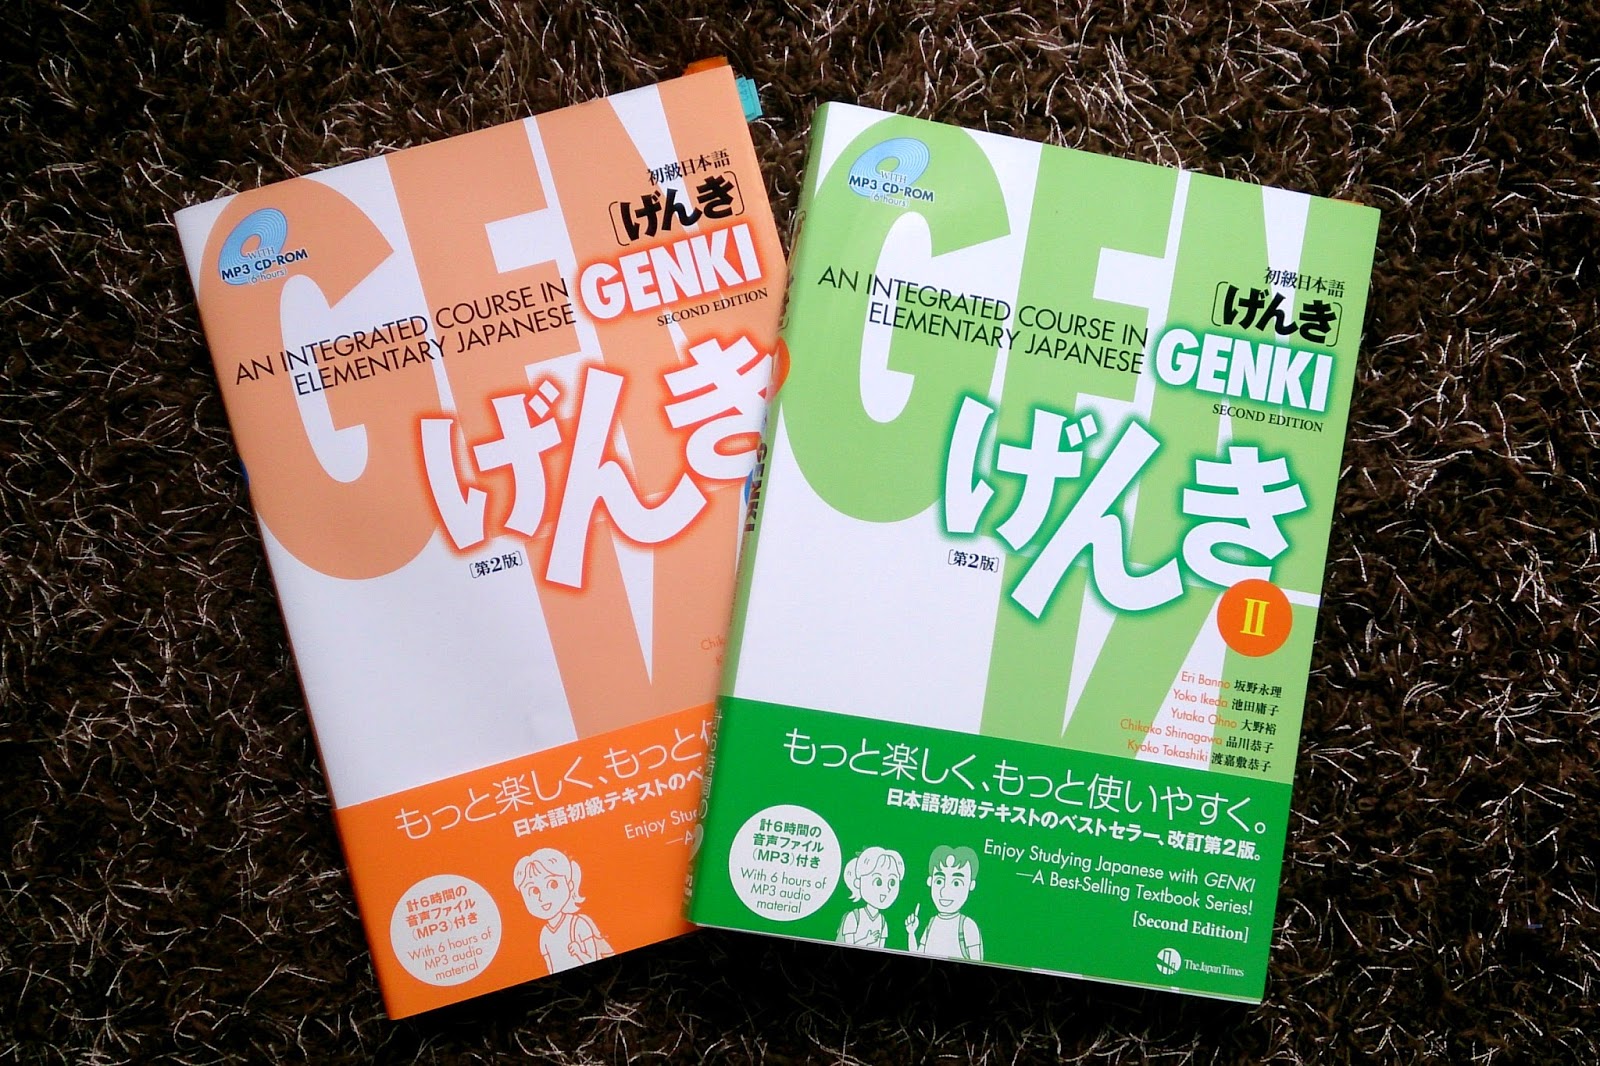 WITH
MP3 CD-ROM
(6 hours)
初級日本語
[げんき]
GENKI
SECOND EDITION
AN INTEGRATED COURSE IN
ELEMENTARY JAPANESE
げんき
[第2版]
もっと楽しく、もっと
日本語初級テキストのベ
Enjoy
—A
計6時間の
音声ファイル
(MP3)付き
With 6 hours of
MP3 audio
material
GENKI
WITH
MP3 CD-ROM
(6 hours)
初級日本語
[げんき]
GENKI
SECOND EDITION
AN INTEGRATED COURSE IN
ELEMENTARY JAPANESE
げんき
[第2版]
II
Eri Banno 坂野永理
Yoko Ikeda 池田庸子
Yutaka Ohno 大野裕
Chikako Shinagawa 品川恭子
Kyoko Tokashiki 渡嘉敷恭子
もっと楽しく、もっと使いやすく。
日本語初級テキストのベストセラー、改訂第2版。
Enjoy Studying Japanese with GENKI
—A Best-Selling Textbook Series!
[Second Edition]
計6時間の
音声ファイル
(MP3)付き
With 6 hours of
MP3 audio
material
The Japan Times
GEN
GEN